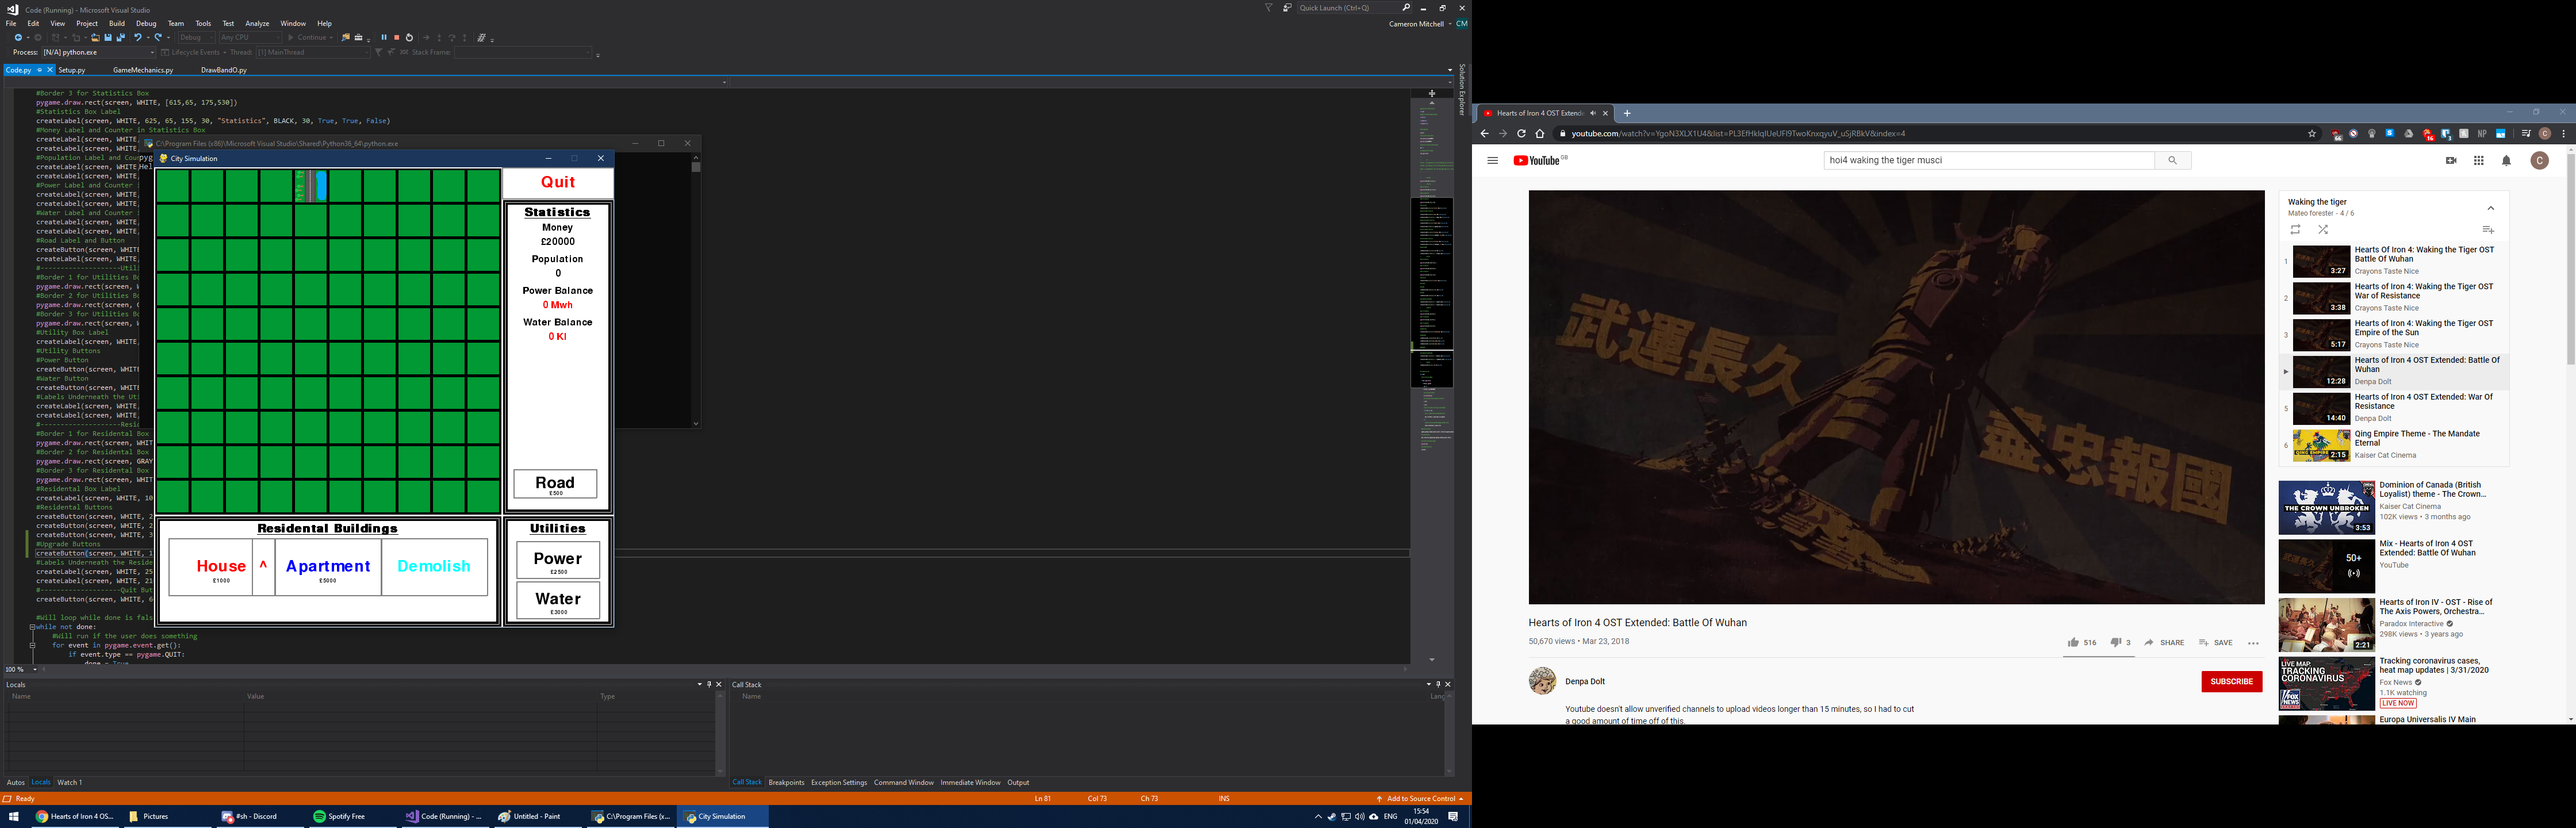 Code (Running) - Microsoft Visual Studio
Quick Launch (Ctrl+Q)
File Edit View Project Build Debug Team Tools Test Analyze Window Help
Cameron Mitchell CM
Debug Any CPU Continue
Process: [N/A] python.exe Lifecycle Events Thread: [1] MainThread Stack Frame:
Code.py Setup.py GameMechanics.py DrawBandO.py
Solution Explorer
#Border 3 for Statistics Box
pygame.draw.rect(screen, WHITE, [615,65, 175,530])
#Statistics Box Label
createLabel(screen, WHITE, 625, 65, 155, 30, "Statistics", BLACK, 30, True, True, False)
#Money Label and Counter in Statistics Box
createLabel(screen, WHITE,
createLabel(screen, WHITE,
#Population Label and Coun
createLabel(screen, WHITE,
createLabel(screen, WHITE,
#Power Label and Counter
createLabel(screen, WHITE,
createLabel(screen, WHITE,
#Water Label and Counter
createLabel(screen, WHITE,
createLabel(screen, WHITE,
#Road Label and Button
createButton(screen, WHITE
createLabel(screen, WHITE,
#--------------------Utili
#Border 1 for Utilities Bo
pygame.draw.rect(screen, W
#Border 2 for Utilities Bo
pygame.draw.rect(screen, G
#Border 3 for Utilities Bo
pygame.draw.rect(screen, W
#Utility Box Label
createLabel(screen, WHITE,
#Utility Buttons
#Power Button
createButton(screen, WHITE
#Water Button
createButton(screen, WHITE
#Labels Underneath the Uti
createLabel(screen, WHITE,
createLabel(screen, WHITE,
#--------------------Resid
#Border 1 for Residental Box
pygame.draw.rect(screen, WHIT
#Border 2 for Residental Box
pygame.draw.rect(screen, GRAY
#Border 3 for Residental Box
pygame.draw.rect(screen, WHIT
#Residental Box Label
createLabel(screen, WHITE, 10
#Residental Buttons
createButton(screen, WHITE, 2
createButton(screen, WHITE, 2
createButton(screen, WHITE, 3
#Upgrade Buttons
createButton(screen, WHITE, 1
#Labels Underneath the Reside
createLabel(screen, WHITE, 25
createLabel(screen, WHITE, 21
#--------------------Quit But
createButton(screen, WHITE, 6
#Will loop while done is fals
while not done:
#Will run if the user does something
for event in pygame.event.get():
if event.type == pygame.QUIT:
done = True
C:\Program Files (x86)\Microsoft Visual Studio\Shared\Python36_64\python.exe
pyg
Hel
City Simulation
Quit
Statistics
Money
£20000
Population
0
Power Balance
0 Mwh
Water Balance
0 Kl
Road
£500
Residental Buildings
House ^ Apartment Demolish
£1000 £5000
Utilities
Power
£2500
Water
£3000
100 %
Locals
Name Value Type
Call Stack
Name Lang
Autos Locals Watch 1
Call Stack Breakpoints Exception Settings Command Window Immediate Window Output
Ready Ln 81 Col 73 Ch 73 INS Add to Source Control
Hearts of Iron 4 OS... Pictures #sh - Discord Spotify Free Code (Running) - ... Untitled - Paint C:\Program Files (x... City Simulation
ENG 15:54
01/04/2020
Hearts of Iron 4 OST Extende
youtube.com/watch?v=YgoN3XLX1U4&list=PL3EfHkIqIUeUFl9TwoKnxqyuV_uSjRBkV&index=4
66 16 NP C
YouTube GB
hoi4 waking the tiger musci
C
武運長久
盡忠報國
Hearts of Iron 4 OST Extended: Battle Of Wuhan
50,670 views • Mar 23, 2018
516 3 SHARE SAVE
Denpa Dolt
SUBSCRIBE
Youtube doesn't allow unverified channels to upload videos longer than 15 minutes, so I had to cut
a good amount of time off of this.
Waking the tiger
Mateo forester - 4 / 6
1 3:27 Hearts Of Iron 4: Waking the Tiger OST
Battle Of Wuhan
Crayons Taste Nice
2 3:38 Hearts of Iron 4: Waking the Tiger OST
War of Resistance
Crayons Taste Nice
3 5:17 Hearts of Iron 4: Waking the Tiger OST
Empire of the Sun
Crayons Taste Nice
12:28 Hearts of Iron 4 OST Extended: Battle Of
Wuhan
Denpa Dolt
5 14:40 Hearts of Iron 4 OST Extended: War Of
Resistance
Denpa Dolt
6 QING EMPIRE 2:15 Qing Empire Theme - The Mandate
Eternal
Kaiser Cat Cinema
THE CROWN UNBROKEN 3:53
Dominion of Canada (British
Loyalist) theme - The Crown...
Kaiser Cat Cinema
102K views • 3 months ago
50+
Mix - Hearts of Iron 4 OST
Extended: Battle Of Wuhan
YouTube
2:21
Hearts of Iron IV - OST - Rise of
The Axis Powers, Orchestra...
Paradox Interactive
298K views • 3 years ago
LIVE MAP
TRACKING
CORONAVIRUS
FOX NEWS
Tracking coronavirus cases,
heat map updates | 3/31/2020
Fox News
1.1K watching
LIVE NOW
Europa Universalis IV Main